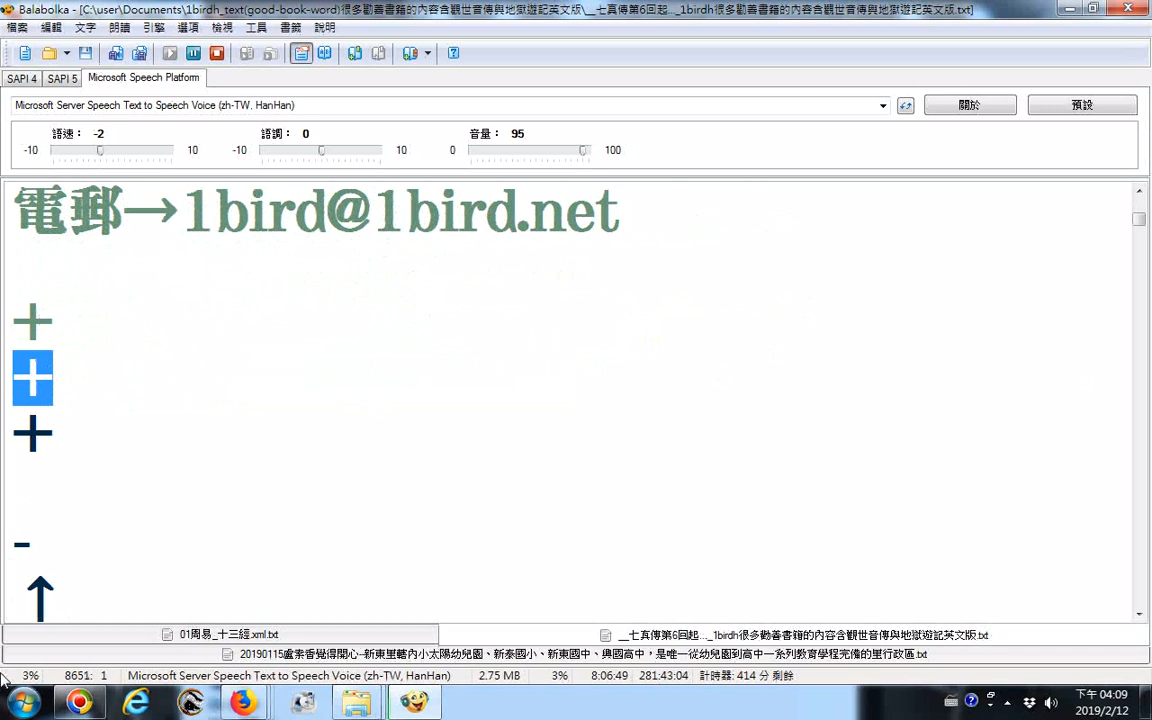 Balabolka - [C:\user\Documents\1birdh_text(good-book-word)很多勸善書籍的內容含觀世音傳與地獄遊記英文版\__七真傳第6回起..._1birdh很多勸善書籍的內容含觀世音傳與地獄遊記英文版.txt]
檔案 編輯 文字 朗讀 引擎 選項 檢視 工具 書籤 說明
SAPI 4 SAPI 5 Microsoft Speech Platform
Microsoft Server Speech Text to Speech Voice (zh-TW, HanHan) 關於 預設
語速： -2 語調： 0 音量： 95
-10 10 -10 10 0 100
電郵→1bird@1bird.net
+
+
+
-
↑
01周易_十三經.xml.txt __七真傳第6回起..._1birdh很多勸善書籍的內容含觀世音傳與地獄遊記英文版.txt
20190115盧素香覺得開心--新東里轄內小太陽幼兒園、新泰國小、新東國中、興國高中，是唯一從幼兒園到高中一系列教育學程完備的里行政區.txt
3% 8651: 1 Microsoft Server Speech Text to Speech Voice (zh-TW, HanHan) 2.75 MB 3% 8:06:49 281:43:04 計時器: 414 分 剩餘
下午 04:09
2019/2/12